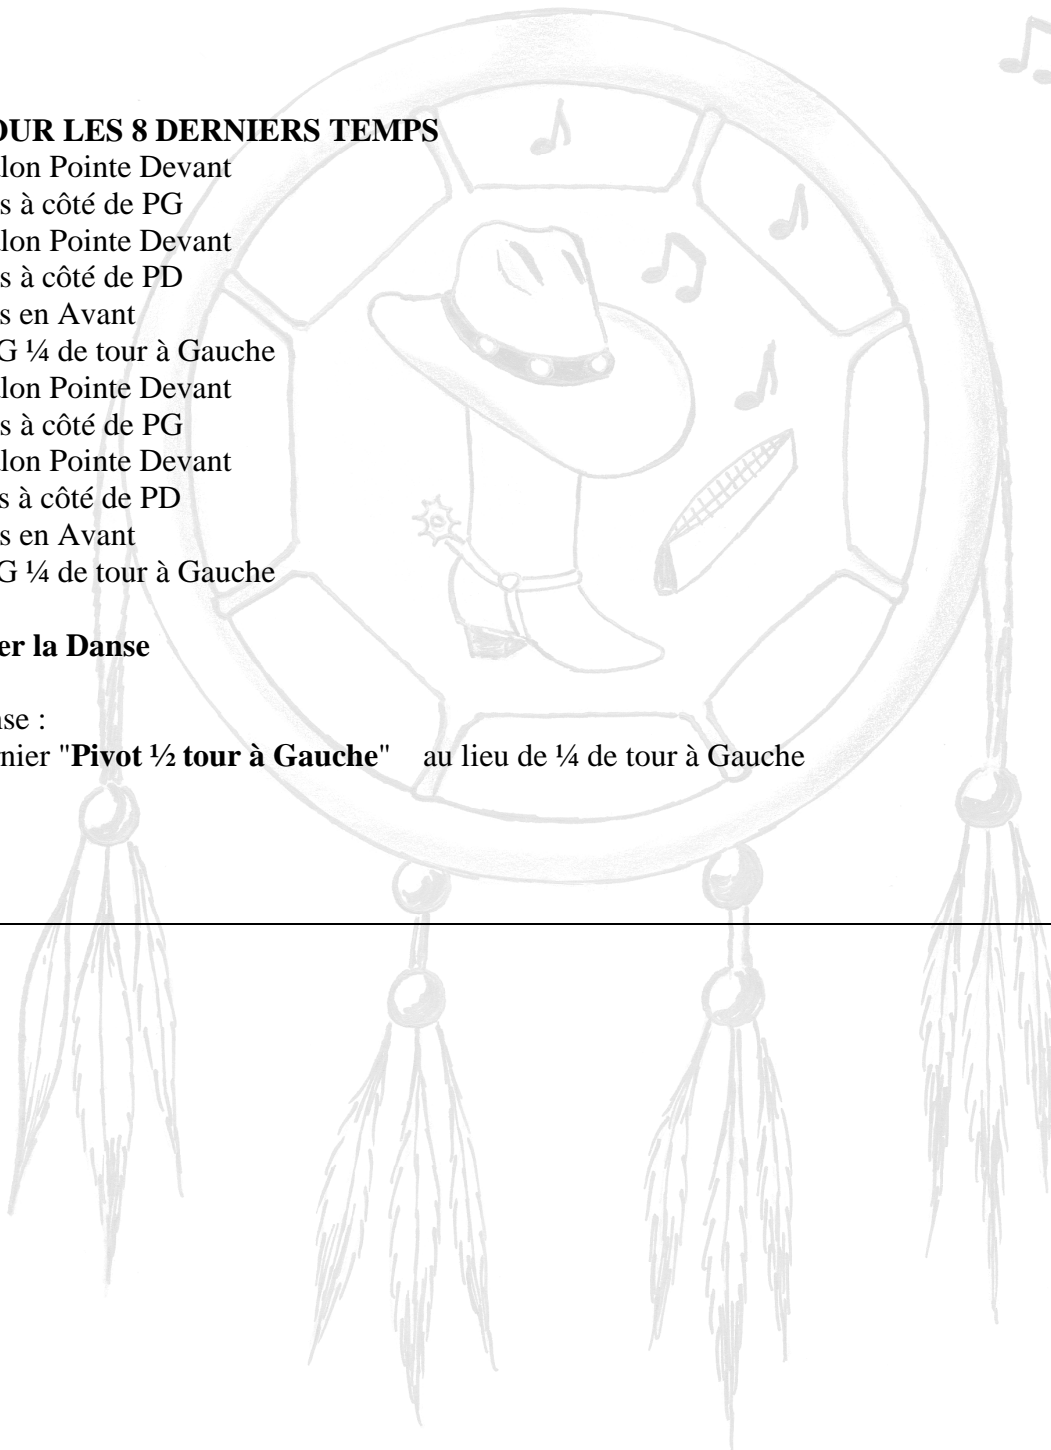 OUR LES 8 DERNIERS TEMPS
lon Pointe Devant
s à côté de PG
lon Pointe Devant
s à côté de PD
s en Avant
G ¼ de tour à Gauche
lon Pointe Devant
s à côté de PG
lon Pointe Devant
s à côté de PD
s en Avant
G ¼ de tour à Gauche
er la Danse
nse :
nier "Pivot ½ tour à Gauche" au lieu de ¼ de tour à Gauche